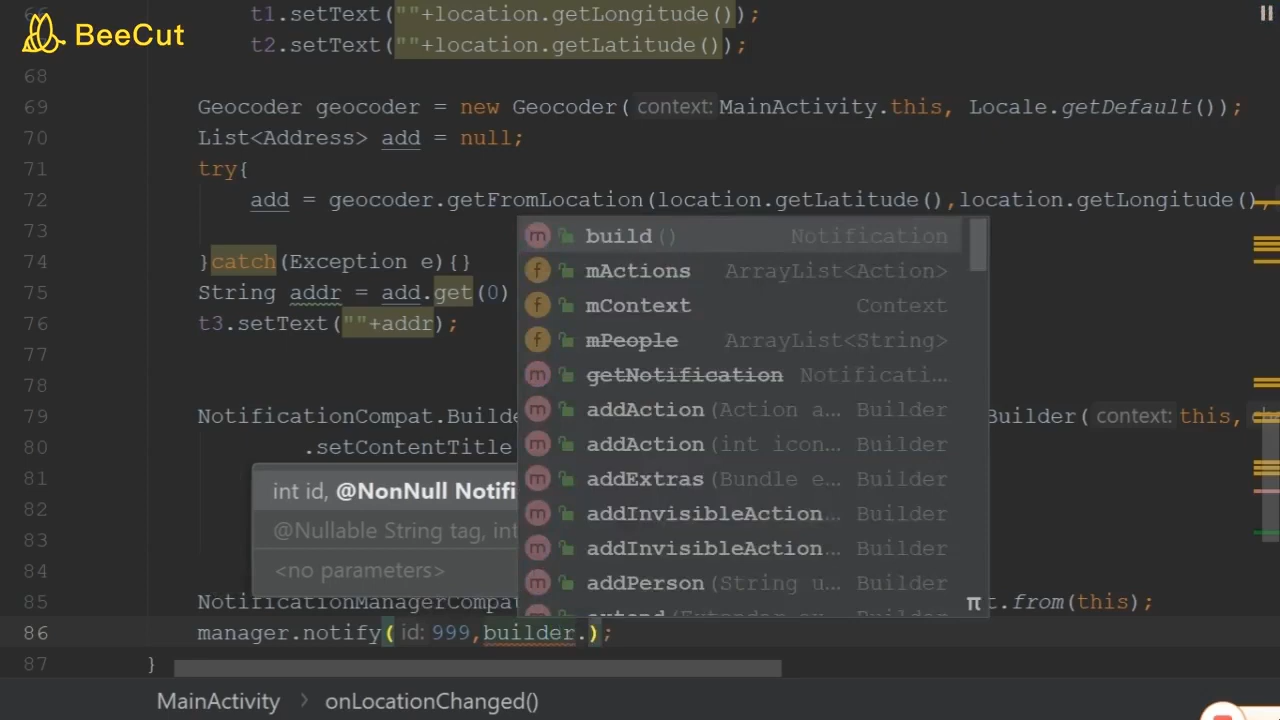 66 t1.setText(""+location.getLongitude());
BeeCut
t2.setText(""+location.getLatitude());
68
69 Geocoder geocoder = new Geocoder( context: MainActivity.this, Locale.getDefault());
70 List<Address> add = null;
71 try{
72 add = geocoder.getFromLocation(location.getLatitude(),location.getLongitude(),
73
build() Notification
74 }catch(Exception e){}
mActions ArrayList<Action>
75 String addr = add.get(0)
mContext Context
76 t3.setText(""+addr);
mPeople ArrayList<String>
77
78
getNotification Notificati...
79 NotificationCompat.Builde
Builder( context: this,
addAction(Action a... Builder
80 .setContentTitle
addAction(int icon... Builder
81
int id, @NonNull Notifi
addExtras(Bundle e... Builder
82
addInvisibleAction... Builder
@Nullable String tag, int
83
addInvisibleAction... Builder
84
<no parameters>
addPerson(String u... Builder
85 NotificationManagerCompat
t.from(this);
π
86 manager.notify( id: 999,builder.);
87 }
MainActivity > onLocationChanged()